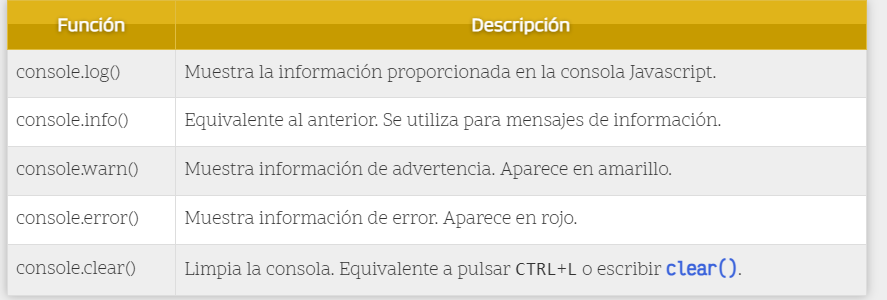 Función Descripción
console.log() Muestra la información proporcionada en la consola Javascript.
console.info() Equivalente al anterior. Se utiliza para mensajes de información.
console.warn() Muestra información de advertencia. Aparece en amarillo.
console.error() Muestra información de error. Aparece en rojo.
console.clear() Limpia la consola. Equivalente a pulsar CTRL+L o escribir clear().